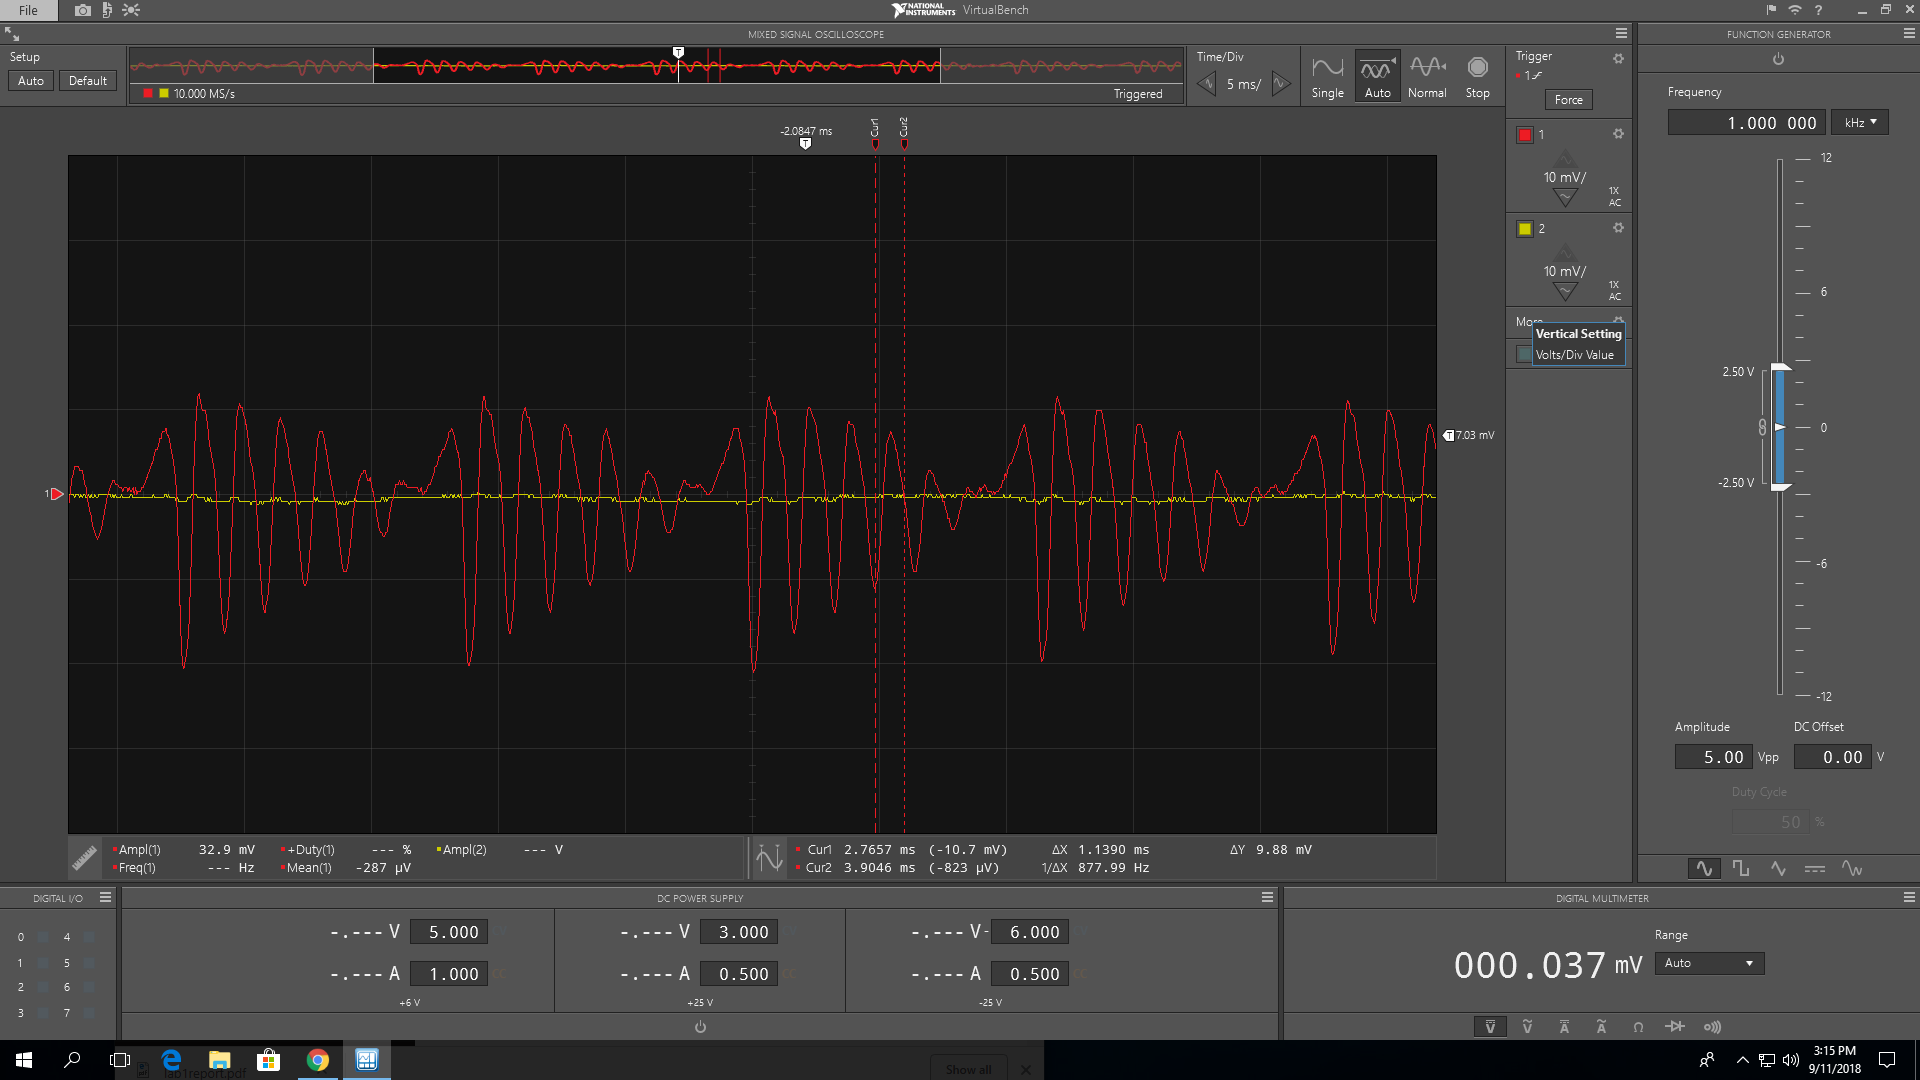 File
NATIONAL INSTRUMENTS VirtualBench
?
MIXED SIGNAL OSCILLOSCOPE
FUNCTION GENERATOR
Setup
Auto Default
T
10.000 MS/s
Triggered
Time/Div
5 ms/
Single Auto Normal Stop
Trigger
1
Force
-2.0847 ms
T
Cur1
Cur2
1
10 mV/
1X
AC
2
10 mV/
1X
AC
More
Vertical Setting
Volts/Div Value
T 7.03 mV
1
Frequency
1.000 000 kHz
12
6
2.50 V
0
-2.50 V
-6
-12
Amplitude DC Offset
5.00 Vpp 0.00 V
Duty Cycle
50 %
Ampl(1) 32.9 mV +Duty(1) --- % Ampl(2) --- V
Freq(1) --- Hz Mean(1) -287 µV
Cur1 2.7657 ms (-10.7 mV) ΔX 1.1390 ms ΔY 9.88 mV
Cur2 3.9046 ms (-823 µV) 1/ΔX 877.99 Hz
DIGITAL I/O
0 4
1 5
2 6
3 7
DC POWER SUPPLY
-.--- V 5.000 -.--- V 3.000 -.--- V - 6.000
-.--- A 1.000 -.--- A 0.500 -.--- A 0.500
+6 V +25 V -25 V
DIGITAL MULTIMETER
Range
000.037 mV Auto
V V A A Ω
lab1report.pdf
Show all
3:15 PM
9/11/2018